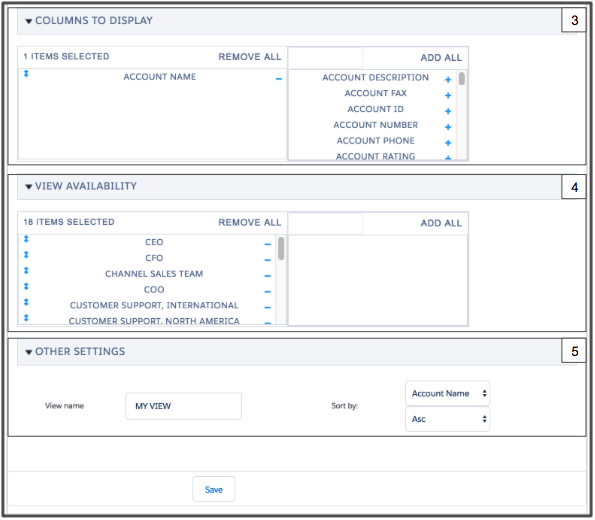 COLUMNS TO DISPLAY
3
1 ITEMS SELECTED REMOVE ALL ADD ALL
ACCOUNT NAME
ACCOUNT DESCRIPTION
ACCOUNT FAX
ACCOUNT ID
ACCOUNT NUMBER
ACCOUNT PHONE
ACCOUNT RATING
VIEW AVAILABILITY
4
18 ITEMS SELECTED REMOVE ALL ADD ALL
CEO
CFO
CHANNEL SALES TEAM
COO
CUSTOMER SUPPORT, INTERNATIONAL
CUSTOMER SUPPORT, NORTH AMERICA
OTHER SETTINGS
5
View name MY VIEW Sort by: Account Name
Asc
Save